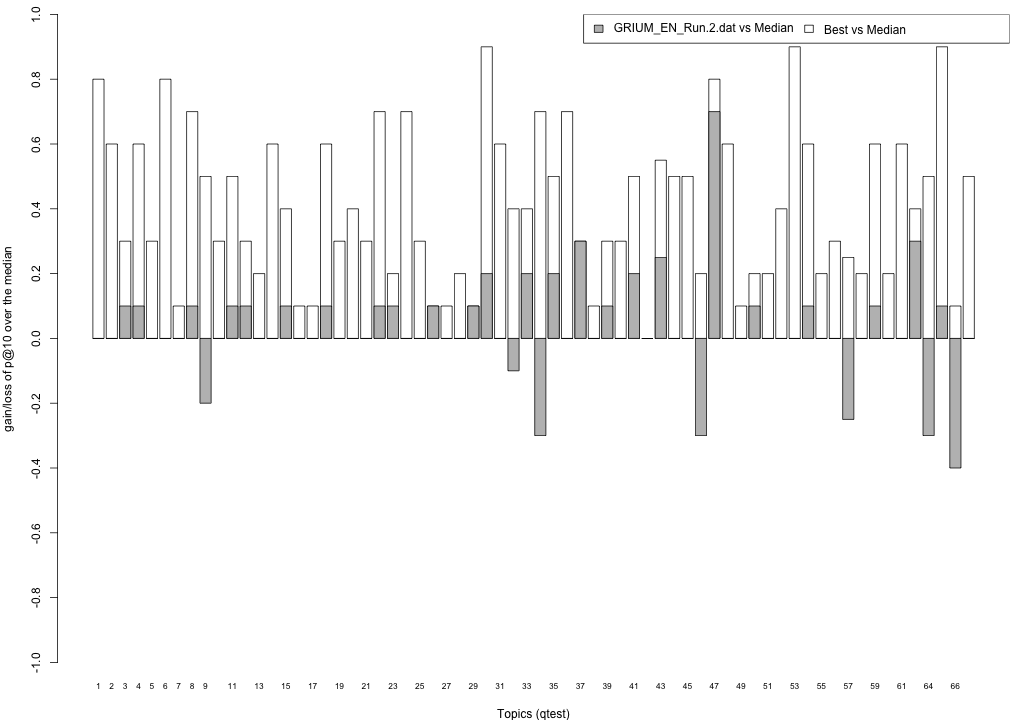 GRIUM_EN_Run.2.dat vs Median Best vs Median
gain/loss of p@10 over the median
1.0
0.8
0.6
0.4
0.2
0.0
-0.2
-0.4
-0.6
-0.8
-1.0
1 2 3 4 5 6 7 8 9 11 13 15 17 19 21 23 25 27 29 31 33 35 37 39 41 43 45 47 49 51 53 55 57 59 61 64 66
Topics (qtest)